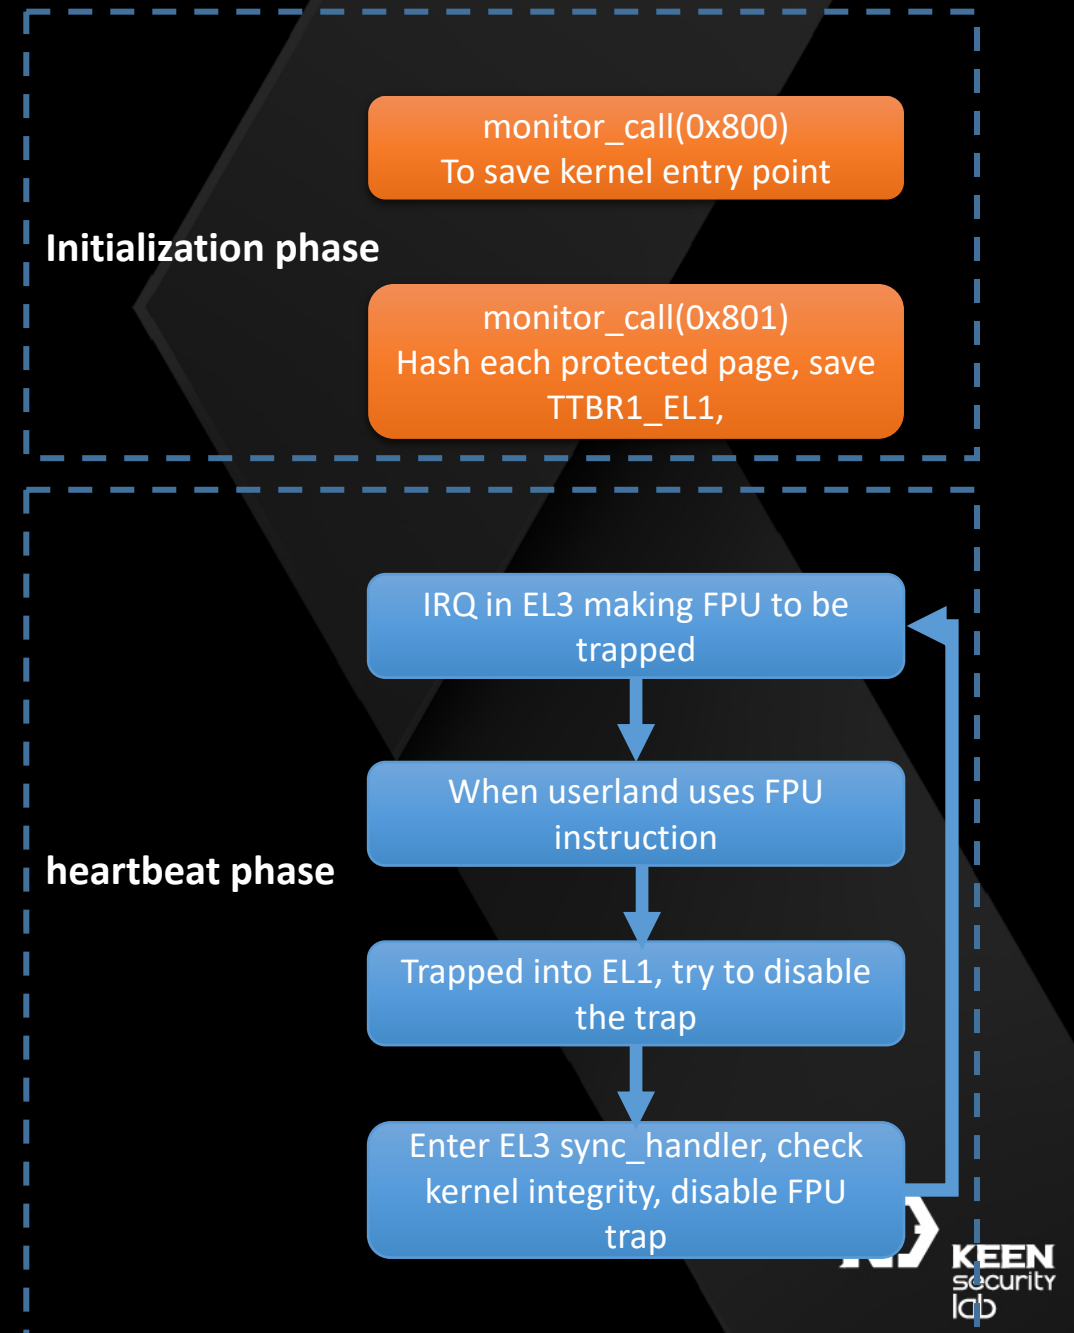 monitor_call(0x800)
To save kernel entry point
Initialization phase
monitor_call(0x801)
Hash each protected page, save
TTBR1_EL1,
IRQ in EL3 making FPU to be
trapped
When userland uses FPU
instruction
heartbeat phase
Trapped into EL1, try to disable
the trap
Enter EL3 sync_handler, check
kernel integrity, disable FPU
trap
KEEN
security
lab